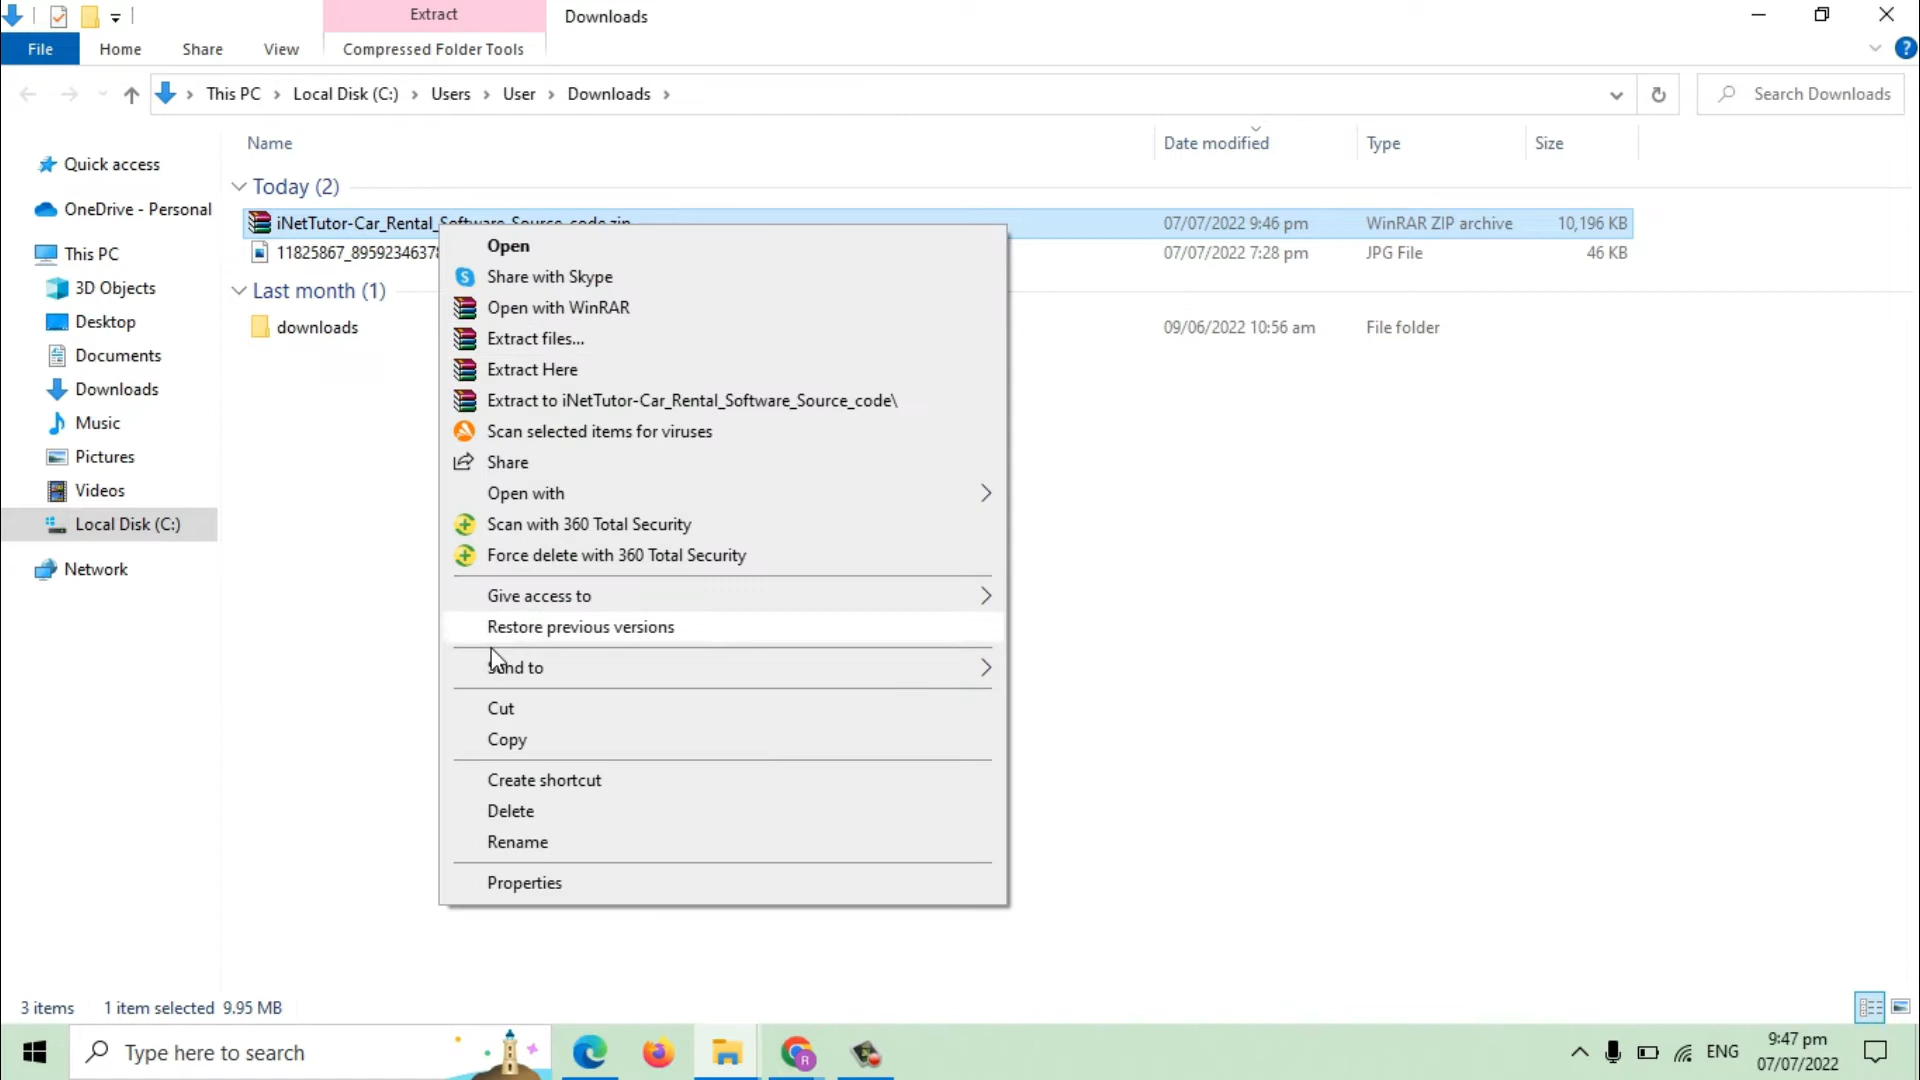 Extract
Downloads
File
Home
Share
View
Compressed Folder Tools
This PC
Local Disk (C:)
Users
User
Downloads
Search Downloads
Name
Date modified
Type
Size
Quick access
OneDrive - Personal
This PC
3D Objects
Desktop
Documents
Downloads
Music
Pictures
Videos
Local Disk (C:)
Network
Today (2)
iNetTutor-Car_Rental_Software_Source_code.zip
07/07/2022 9:46 pm
WinRAR ZIP archive
10,196 KB
07/07/2022 7:28 pm
JPG File
46 KB
Last month (1)
downloads
09/06/2022 10:56 am
File folder
Open
Share with Skype
Open with WinRAR
Extract files...
Extract Here
Extract to iNetTutor-Car_Rental_Software_Source_code\
Scan selected items for viruses
Share
Open with
Scan with 360 Total Security
Force delete with 360 Total Security
Give access to
Restore previous versions
Send to
Cut
Copy
Create shortcut
Delete
Rename
Properties
3 items
1 item selected 9.95 MB
Type here to search
R
ENG
9:47 pm
07/07/2022